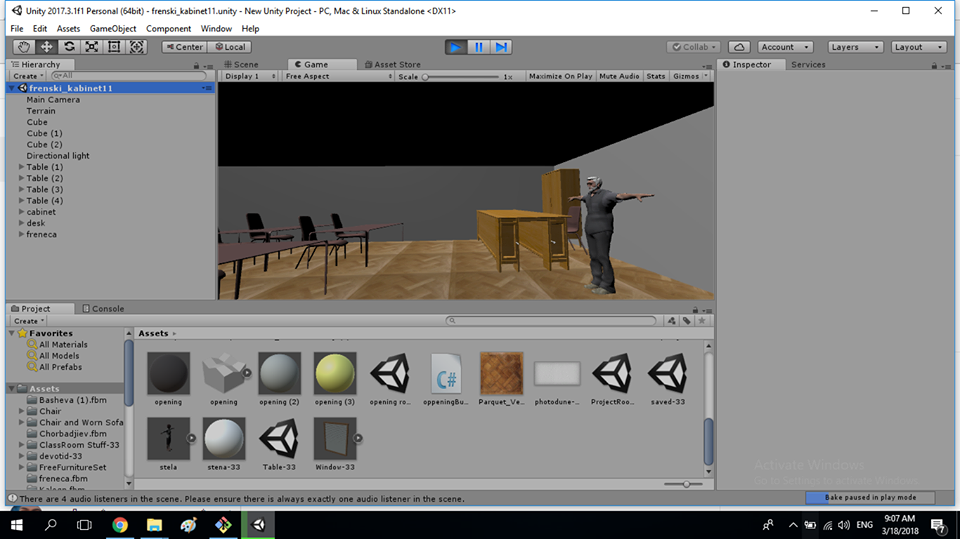 Unity 2017.3.1f1 Personal (64bit) - frenski_kabinet11.unity - New Unity Project - PC, Mac & Linux Standalone <DX11>
File Edit Assets GameObject Component Window Help
Center Local Collab Account Layers Layout
Hierarchy Scene Game Asset Store Inspector Services
Create All Display 1 Free Aspect Scale 1x Maximize On Play Mute Audio Stats Gizmos
frenski_kabinet11
Main Camera
Terrain
Cube
Cube (1)
Cube (2)
Directional light
Table (1)
Table (2)
Table (3)
Table (4)
cabinet
desk
freneca
Project Console
Create
Favorites
All Materials
All Models
All Prefabs
Assets
Basheva (1).fbm
Chair
Chair and Worn Sofa
Chorbadjiev.fbm
ClassRoom Stuff-33
devotid-33
FreeFurnitureSet
freneca.fbm
Assets
C#
opening opening opening (2) opening (3) opening ro... oppeningBu... Parquet_Ve... photodune-... ProjectRoo... saved-33
stela stena-33 Table-33 Window-33
Activate Windows
Go to Settings to activate Windows.
There are 4 audio listeners in the scene. Please ensure there is always exactly one audio listener in the scene.
Bake paused in play mode
ENG
9:07 AM
3/18/2018
7